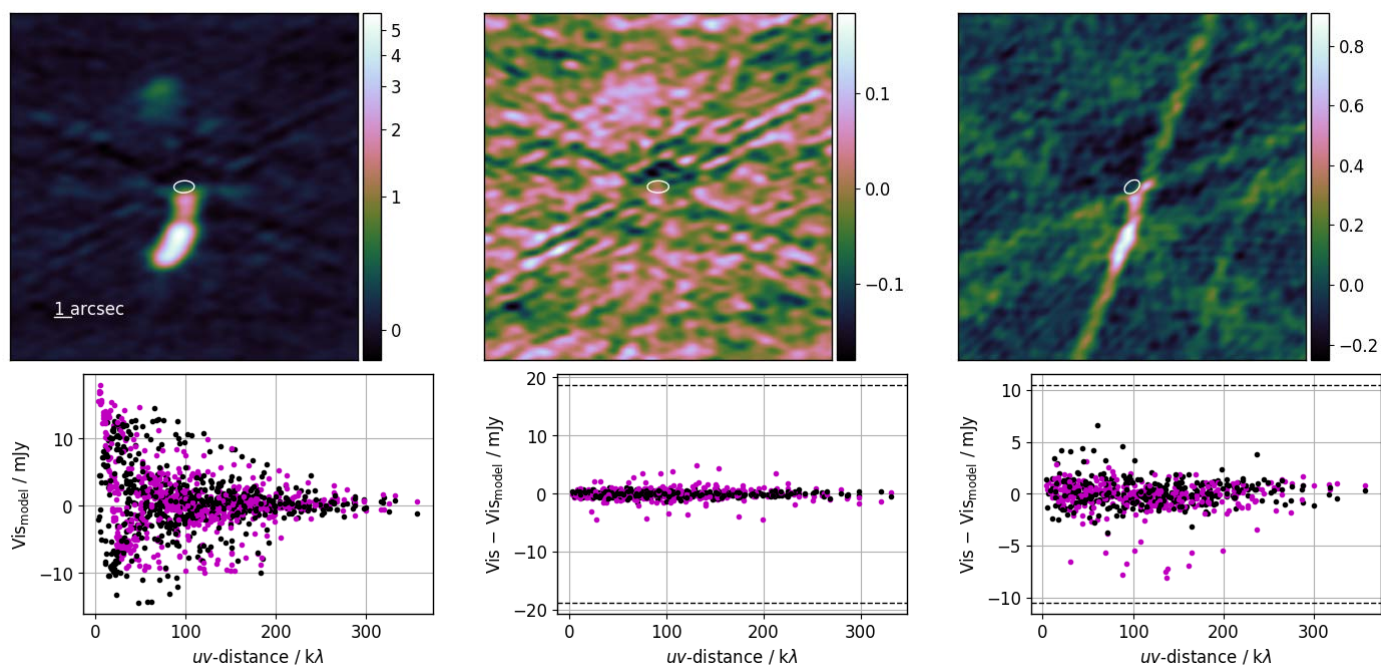 5
4
3
2
1
0
1 arcsec
0.1
0.0
−0.1
0.8
0.6
0.4
0.2
0.0
−0.2
10
0
−10
Vis_model / mJy
0 100 200 300
uv-distance / kλ
20
10
0
−10
−20
Vis − Vis_model / mJy
0 100 200 300
uv-distance / kλ
10
5
0
−5
−10
Vis − Vis_model / mJy
0 100 200 300
uv-distance / kλ